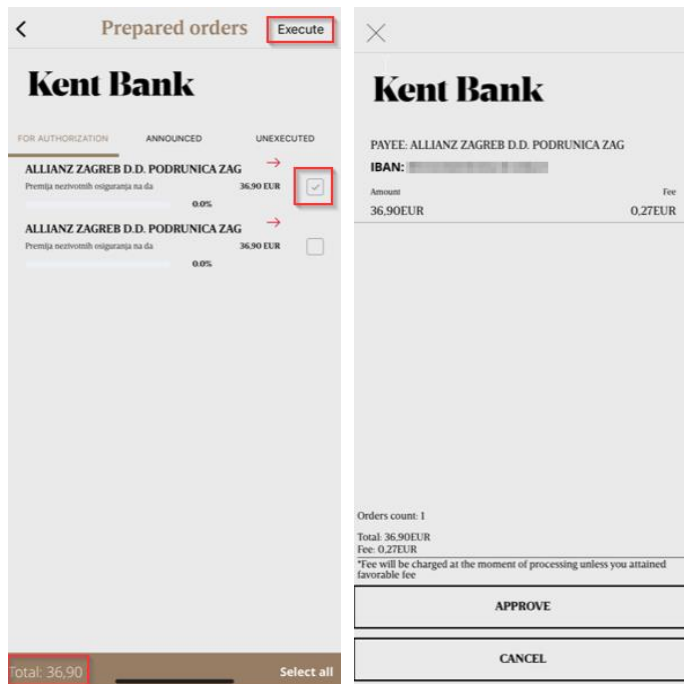 Prepared orders
Execute
Kent Bank
FOR AUTHORIZATION ANNOUNCED UNEXECUTED
ALLIANZ ZAGREB D.D. PODRUNICA ZAG
Premija nezivotnih osiguranja na da 36,90 EUR
0.0%
ALLIANZ ZAGREB D.D. PODRUNICA ZAG
Premija nezivotnih osiguranja na da 36,90 EUR
0.0%
Total: 36,90 Select all
Kent Bank
PAYEE: ALLIANZ ZAGREB D.D. PODRUNICA ZAG
IBAN:
Amount Fee
36,90EUR 0,27EUR
Orders count: 1
Total: 36,90EUR
Fee: 0,27EUR
*Fee will be charged at the moment of processing unless you attained
favorable fee
APPROVE
CANCEL